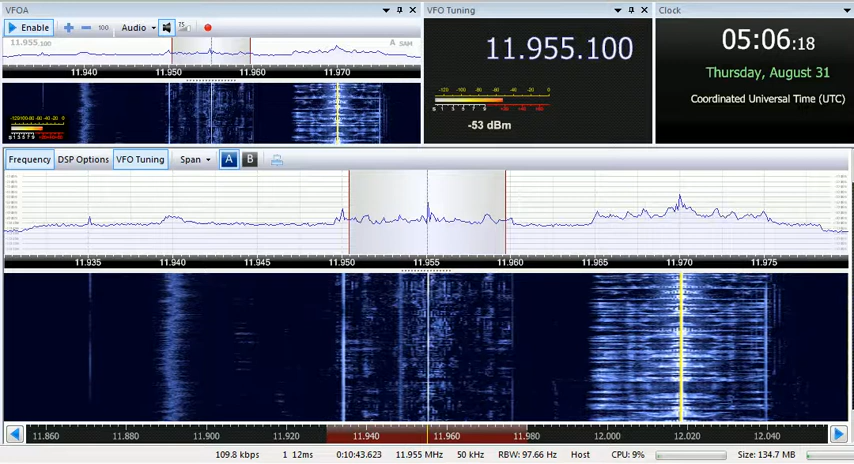 VFOA
Enable
100
Audio
75
11.955.100
A SAM
11.940 11.950 11.960 11.970
VFO Tuning
11.955.100
-53 dBm
Clock
05:06:18
Thursday, August 31
Coordinated Universal Time (UTC)
Frequency DSP Options VFO Tuning Span A B
11.935 11.940 11.945 11.950 11.955 11.960 11.965 11.970 11.975
11.860 11.880 11.900 11.920 11.940 11.960 11.980 12.000 12.020 12.040
109.8 kbps 1 12ms 0:10:43.623 11.955 MHz 50 kHz RBW: 97.66 Hz Host CPU: 9% Size: 134.7 MB